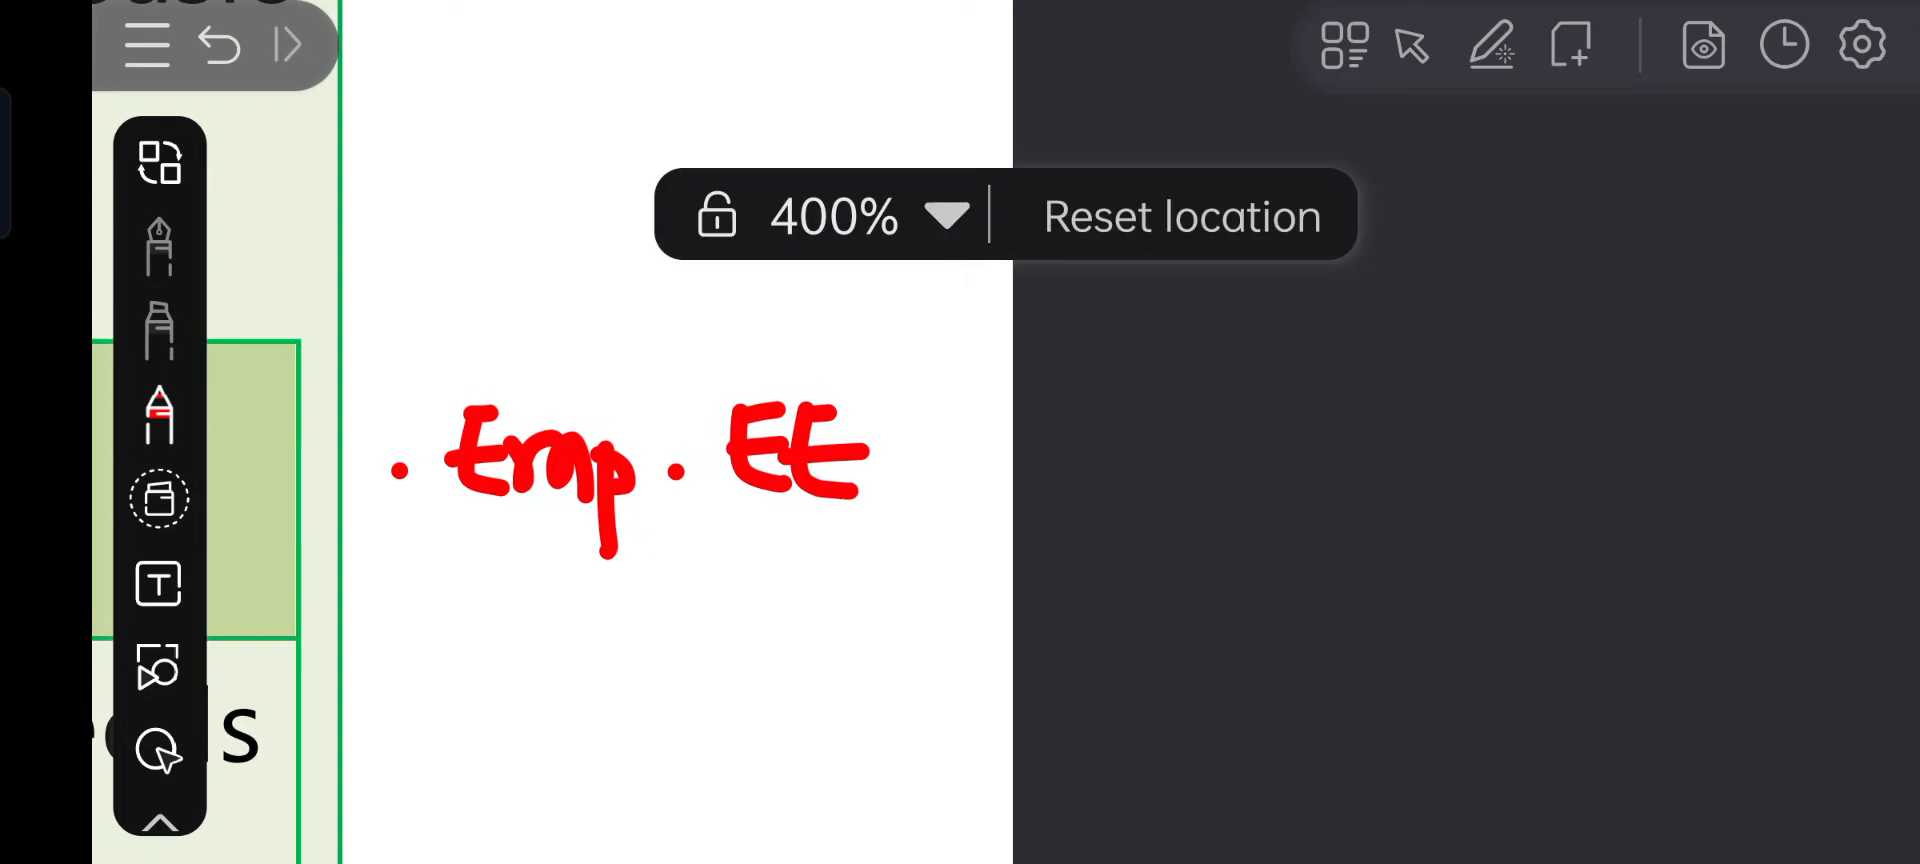 400% Reset location
. Emp . EE
s